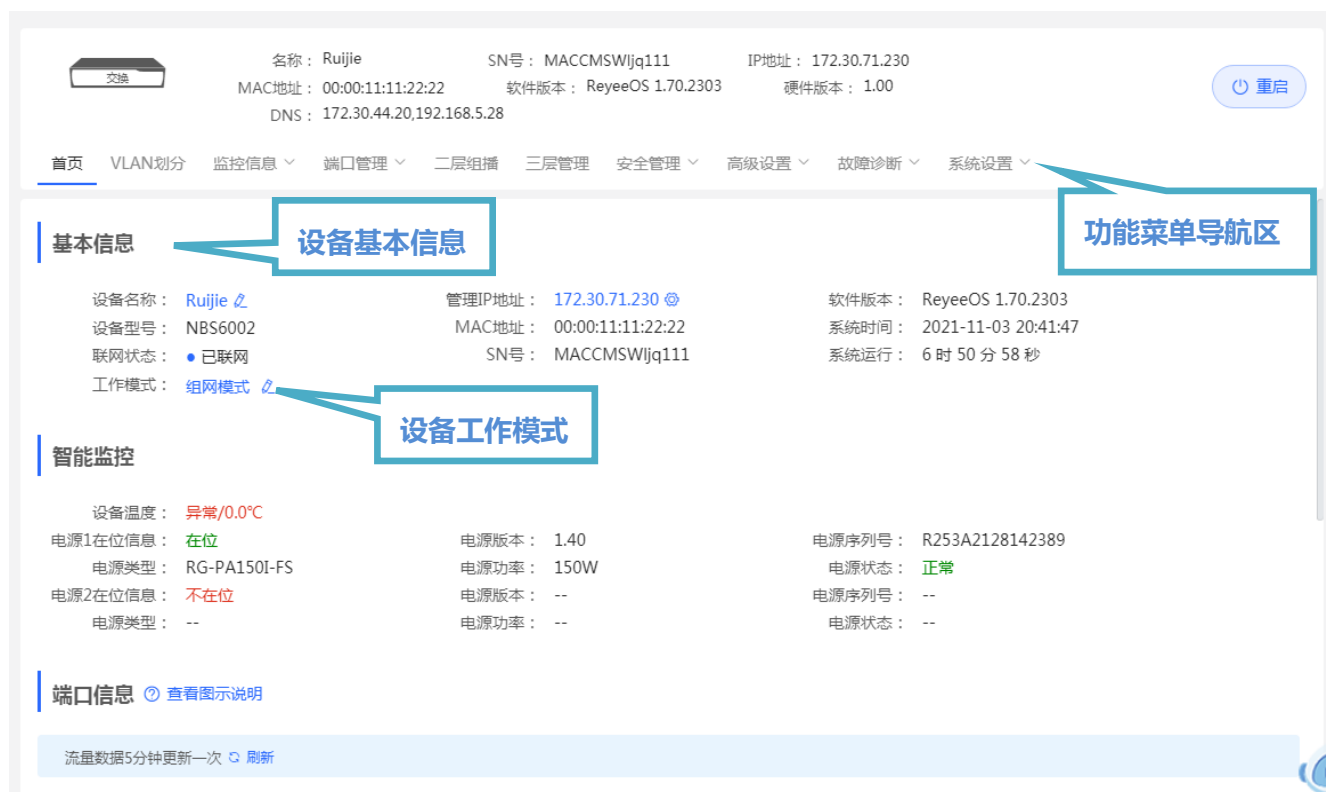 交换
名称： Ruijie SN号： MACCMSWljq111 IP地址： 172.30.71.230
MAC地址： 00:00:11:11:22:22 软件版本： ReyeeOS 1.70.2303 硬件版本： 1.00
DNS： 172.30.44.20,192.168.5.28
重启
首页 VLAN划分 监控信息 端口管理 二层组播 三层管理 安全管理 高级设置 故障诊断 系统设置
功能菜单导航区
基本信息
设备基本信息
设备名称： Ruijie 管理IP地址： 172.30.71.230 软件版本： ReyeeOS 1.70.2303
设备型号： NBS6002 MAC地址： 00:00:11:11:22:22 系统时间： 2021-11-03 20:41:47
联网状态： 已联网 SN号： MACCMSWljq111 系统运行： 6 时 50 分 58 秒
工作模式： 组网模式
设备工作模式
智能监控
设备温度： 异常/0.0℃
电源1在位信息： 在位 电源版本： 1.40 电源序列号： R253A2128142389
电源类型： RG-PA150I-FS 电源功率： 150W 电源状态： 正常
电源2在位信息： 不在位 电源版本： -- 电源序列号： --
电源类型： -- 电源功率： -- 电源状态： --
端口信息 查看图示说明
流量数据5分钟更新一次 刷新